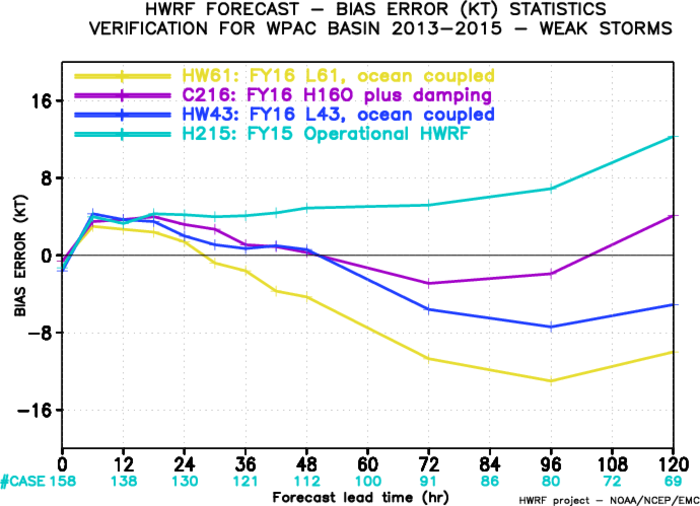 HWRF FORECAST – BIAS ERROR (KT) STATISTICS
VERIFICATION FOR WPAC BASIN 2013–2015 – WEAK STORMS
HW61: FY16 L61, ocean coupled
C216: FY16 H160 plus damping
HW43: FY16 L43, ocean coupled
H215: FY15 Operational HWRF
BIAS ERROR (KT)
16
8
0
–8
–16
0 12 24 36 48 60 72 84 96 108 120
#CASE 158 138 130 121 112 100 91 86 80 72 69
Forecast lead time (hr)
HWRF project – NOAA/NCEP/EMC